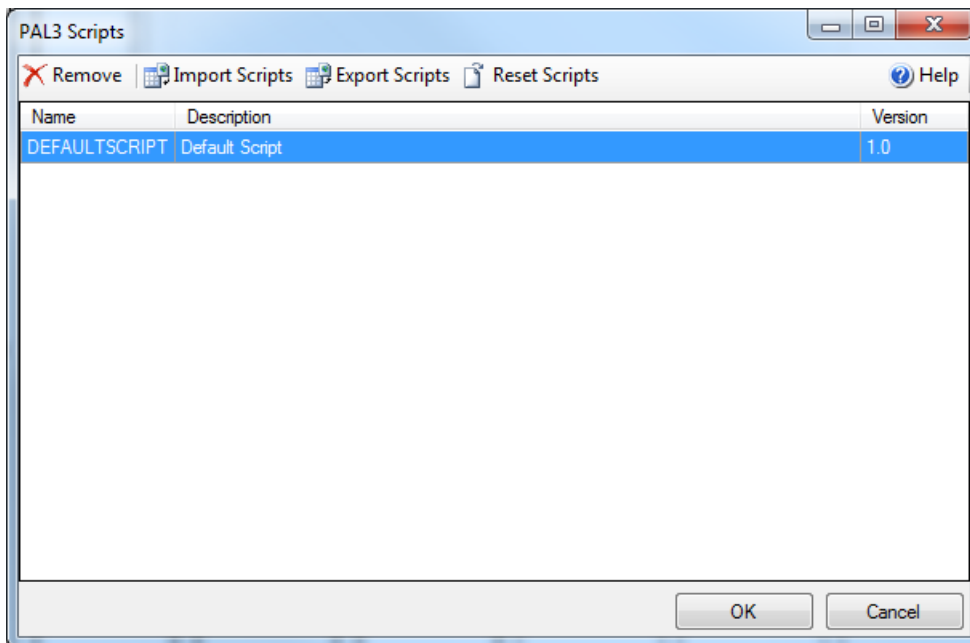 PAL3 Scripts
Remove Import Scripts Export Scripts Reset Scripts Help
Name Description Version
DEFAULTSCRIPT Default Script 1.0
OK Cancel